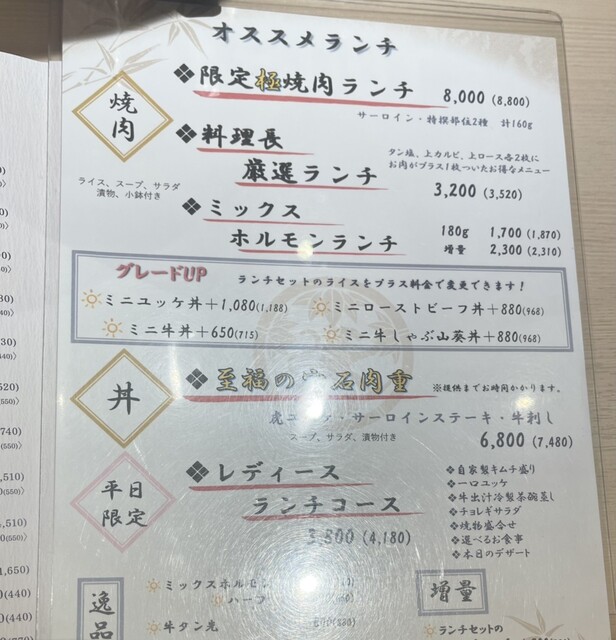 オススメランチ
焼肉
ライス、スープ、サラダ
漬物、小鉢付き
❖限定極焼肉ランチ 8,000 (8,800)
サーロイン・特撰部位2種 計160g
❖料理長
厳選ランチ
タン塩、上カルビ、上ロース各2枚に
お肉がプラス1枚ついたお得なメニュー
3,200 (3,520)
❖ミックス
ホルモンランチ
180g 1,700 (1,870)
増量 2,300 (2,310)
グレードUP ランチセットのライスをプラス料金で変更できます!
ミニユッケ丼+1,080(1,188) ミニローストビーフ丼+880(968)
ミニ牛丼+650(715) ミニ牛しゃぶ山葵丼+880(968)
丼
❖至福の宝石肉重 ※提供までお時間かかります。
サーロインステーキ・牛刺し
スープ、サラダ、漬物付き
6,800 (7,480)
平日
限定
❖レディース
ランチコース
3,800 (4,180)
❖自家製キムチ盛り
❖一口ユッケ
❖牛出汁冷製茶碗蒸し
❖チョレギサラダ
❖焼物盛合せ
❖選べるお食事
❖本日のデザート
逸品
ミックスホルモン
ハーフ
牛タン
増量
ランチセットの